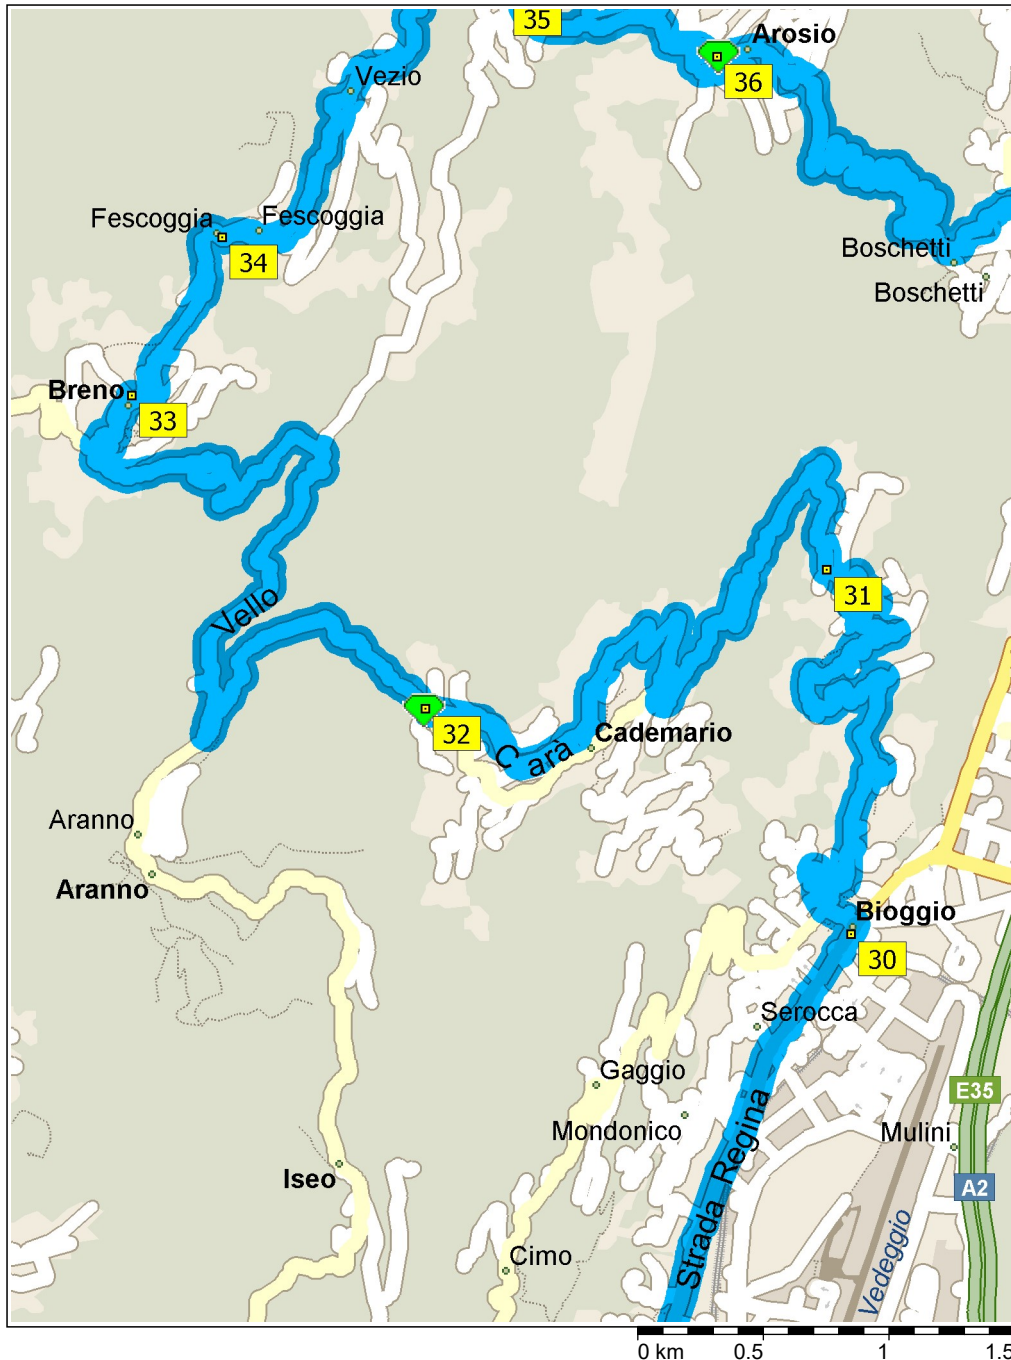 35
Arosio
36
Vezio
Fescoggia
Fescoggia
34
Boschetti
Boschetti
Breno
33
31
Vello
32
Carà
Cademario
Aranno
Aranno
Bioggio
30
Serocca
Gaggio
E35
Mondonico
Mulini
Iseo
A2
Strada Regina
Vedeggio
Cimo
0 km 0.5 1 1.5